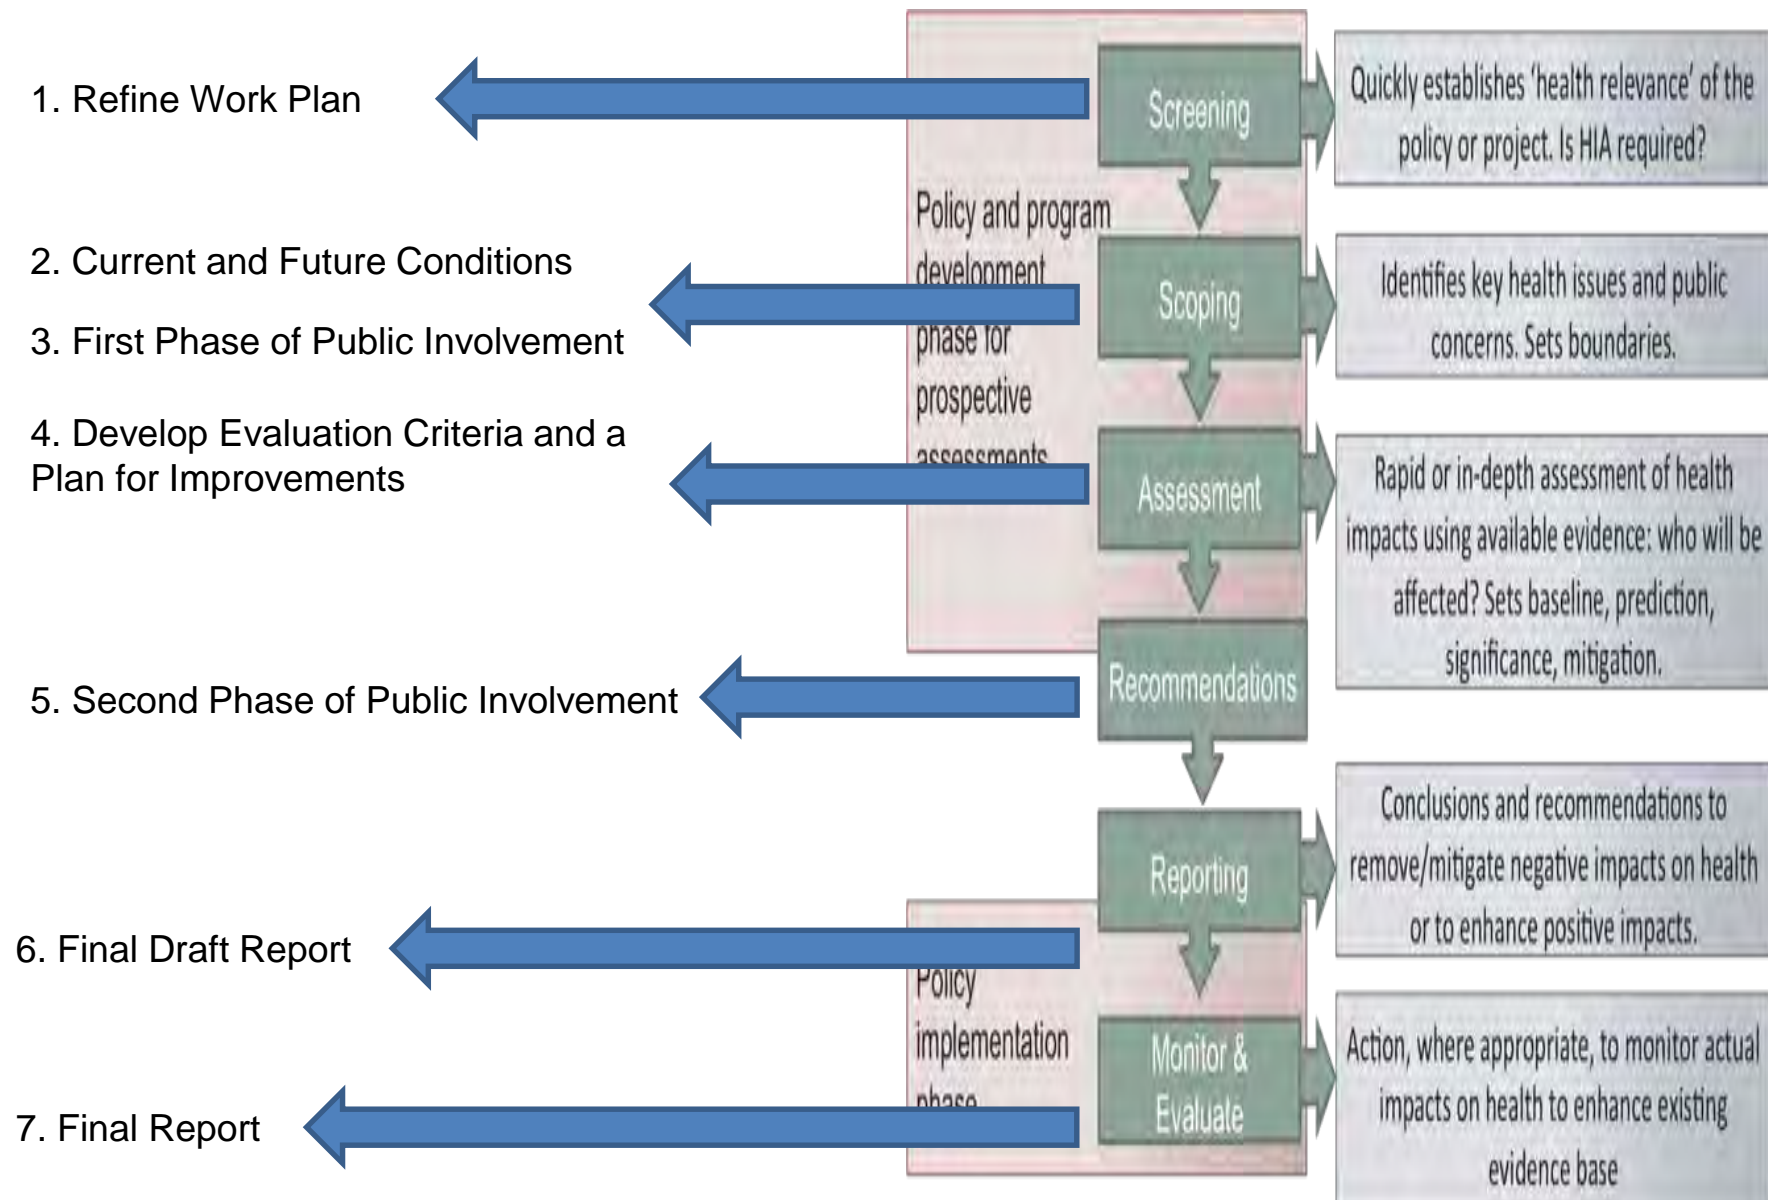 1. Refine Work Plan
2. Current and Future Conditions
3. First Phase of Public Involvement
4. Develop Evaluation Criteria and a
Plan for Improvements
5. Second Phase of Public Involvement
6. Final Draft Report
7. Final Report
Policy and program
development
phase for
prospective
assessments
Policy
implementation
phase
Screening
Scoping
Assessment
Recommendations
Reporting
Monitor &
Evaluate
Quickly establishes ‘health relevance’ of the
policy or project. Is HIA required?
Identifies key health issues and public
concerns. Sets boundaries.
Rapid or in-depth assessment of health
impacts using available evidence: who will be
affected? Sets baseline, prediction,
significance, mitigation.
Conclusions and recommendations to
remove/mitigate negative impacts on health
or to enhance positive impacts.
Action, where appropriate, to monitor actual
impacts on health to enhance existing
evidence base